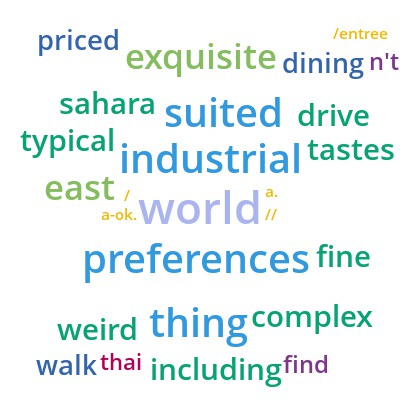 /entree
priced exquisite dining n't
sahara suited drive
typical industrial tastes
east / world a.
a-ok. //
preferences fine
weird thing complex
walk thai including find